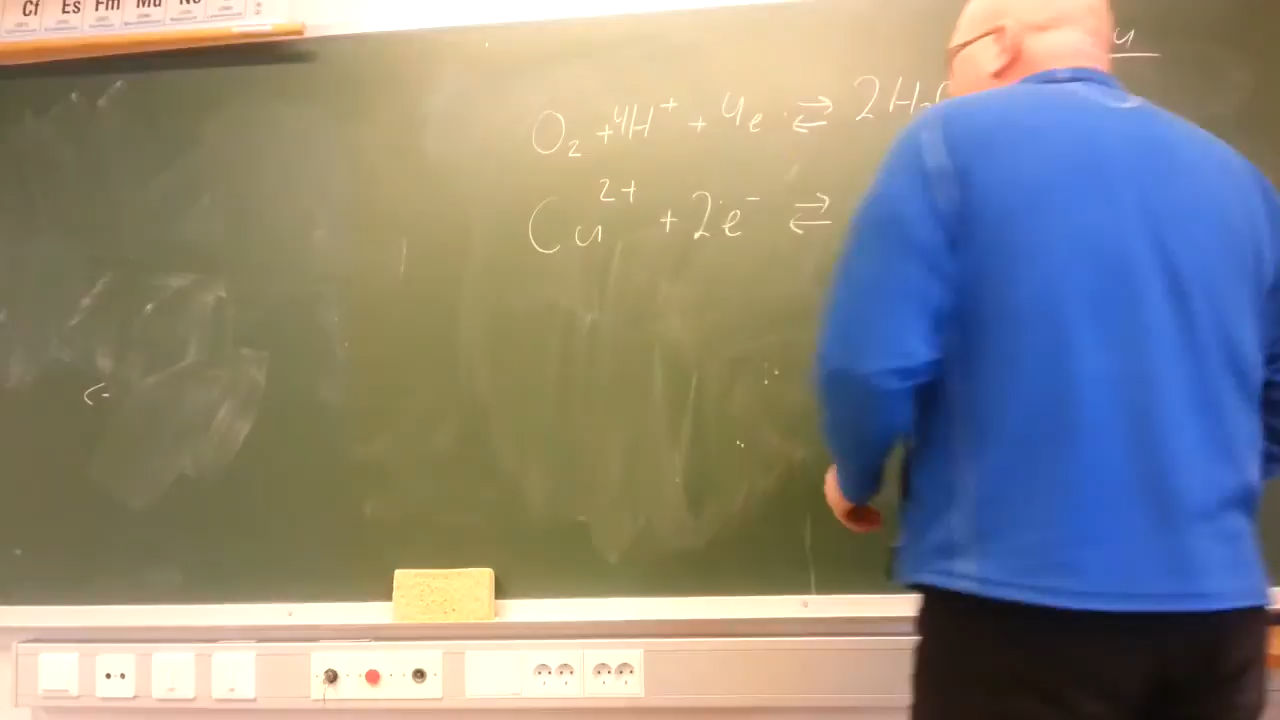 Cf Es Fm Md No
u
O₂ + 4H⁺ + 4e ⇌ 2H₂
Cu²⁺ + 2e⁻ ⇌